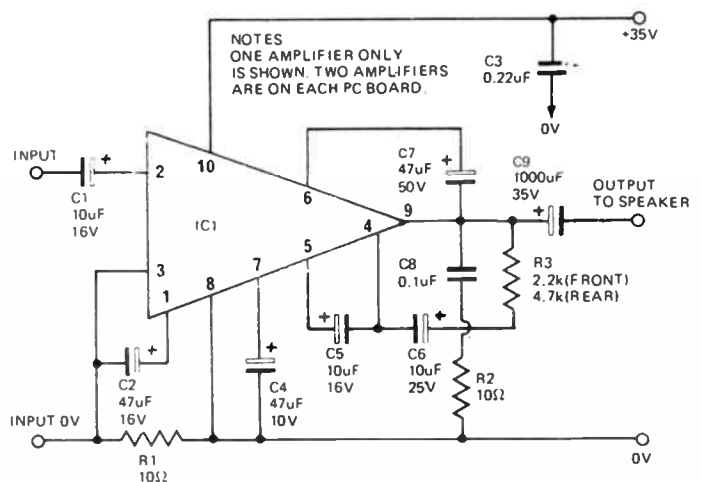 NOTES
ONE AMPLIFIER ONLY
IS SHOWN. TWO AMPLIFIERS
ARE ON EACH PC BOARD.
+35V
C3
0.22uF
0V
INPUT
C1
10uF
16V
+
2
10
6
IC1
3
1
8
7
5
4
9
C7
47uF
50V
+
C9
1000uF
35V
+
OUTPUT
TO SPEAKER
C8
0.1uF
R3
2.2k(FRONT)
4.7k(REAR)
C2
47uF
16V
+
C4
47uF
10V
+
C5
10uF
16V
+
C6
10uF
25V
+
R2
10Ω
INPUT 0V
R1
10Ω
0V